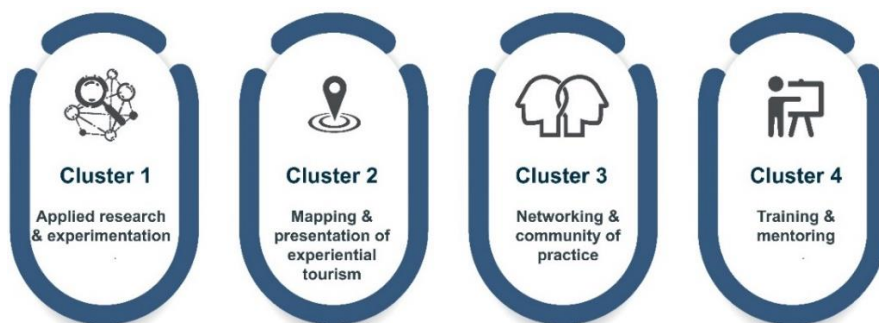 Cluster 1
Applied research
& experimentation
Cluster 2
Mapping &
presentation of
experiential
tourism
Cluster 3
Networking &
community of
practice
Cluster 4
Training &
mentoring